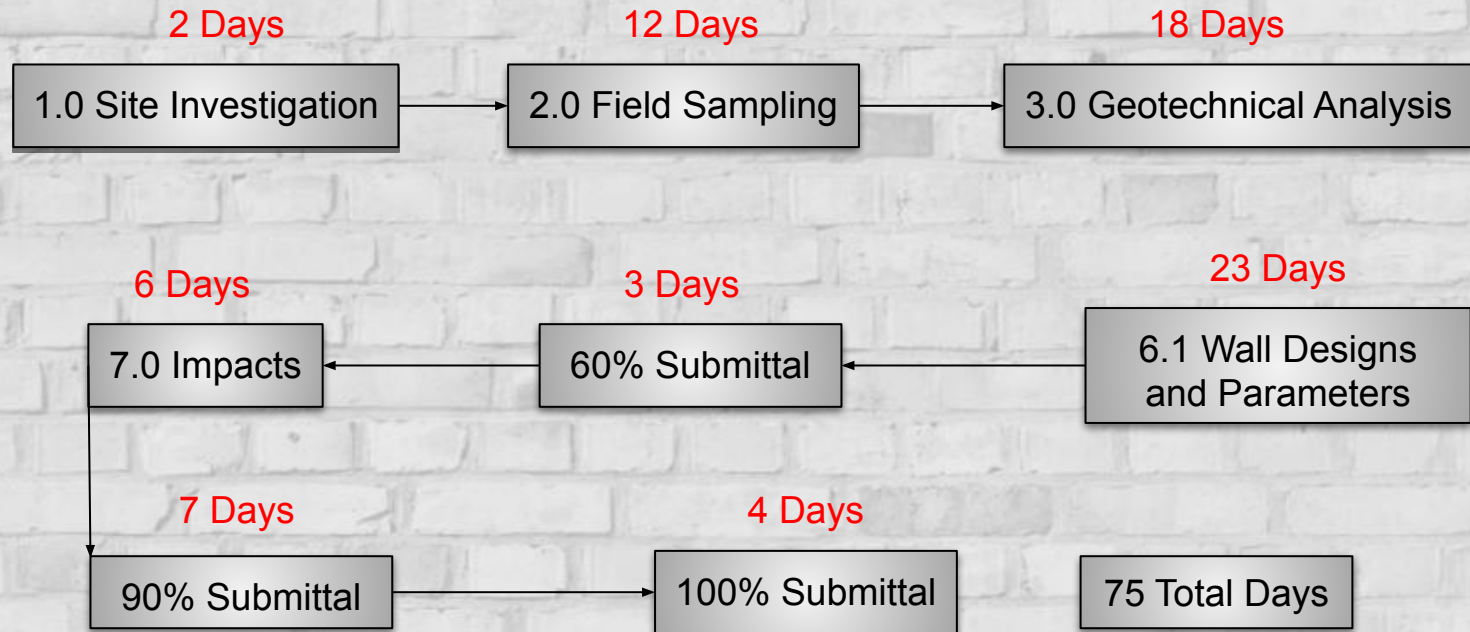 2 Days
12 Days
18 Days
1.0 Site Investigation
2.0 Field Sampling
3.0 Geotechnical Analysis
6 Days
3 Days
23 Days
7.0 Impacts
60% Submittal
6.1 Wall Designs
and Parameters
7 Days
4 Days
90% Submittal
100% Submittal
75 Total Days